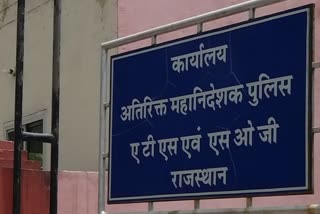 कार्यालय
अतिरिक्त महानिदेशक पुलिस
ए टी एस एवं एस ओ जी
राजस्थान